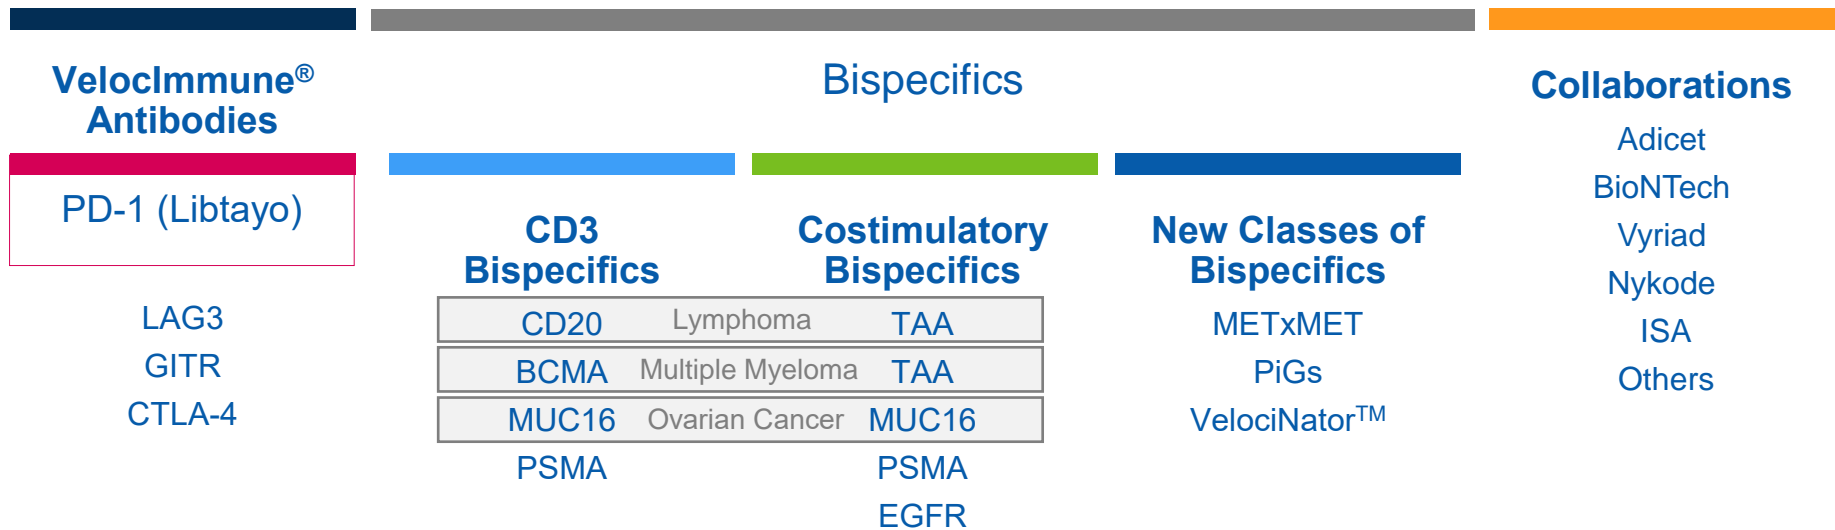 VelocImmune®
Antibodies
PD-1 (Libtayo)
LAG3
GITR
CTLA-4
Bispecifics
CD3
Bispecifics
Costimulatory
Bispecifics
CD20 Lymphoma TAA
BCMA Multiple Myeloma TAA
MUC16 Ovarian Cancer MUC16
PSMA PSMA
EGFR
New Classes of
Bispecifics
METxMET
PiGs
VelociNator™
Collaborations
Adicet
BioNTech
Vyriad
Nykode
ISA
Others